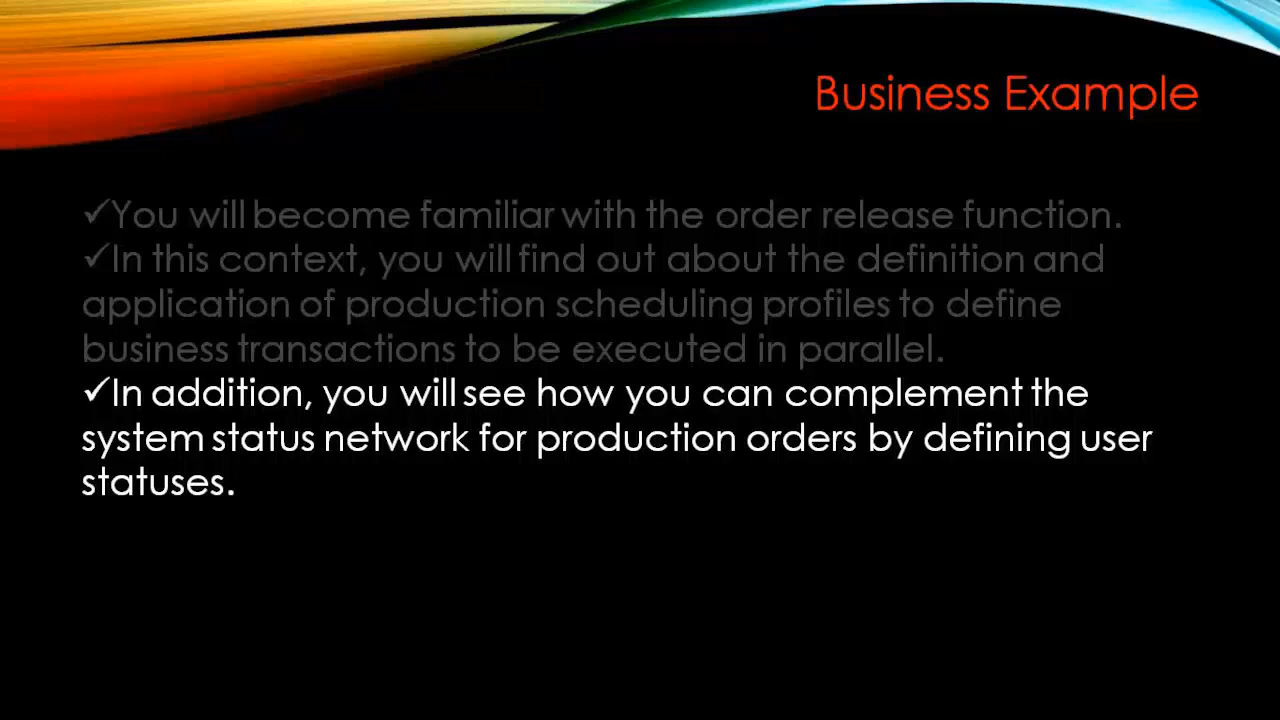 Business Example
✓You will become familiar with the order release function.
✓In this context, you will find out about the definition and
application of production scheduling profiles to define
business transactions to be executed in parallel.
✓In addition, you will see how you can complement the
system status network for production orders by defining user
statuses.